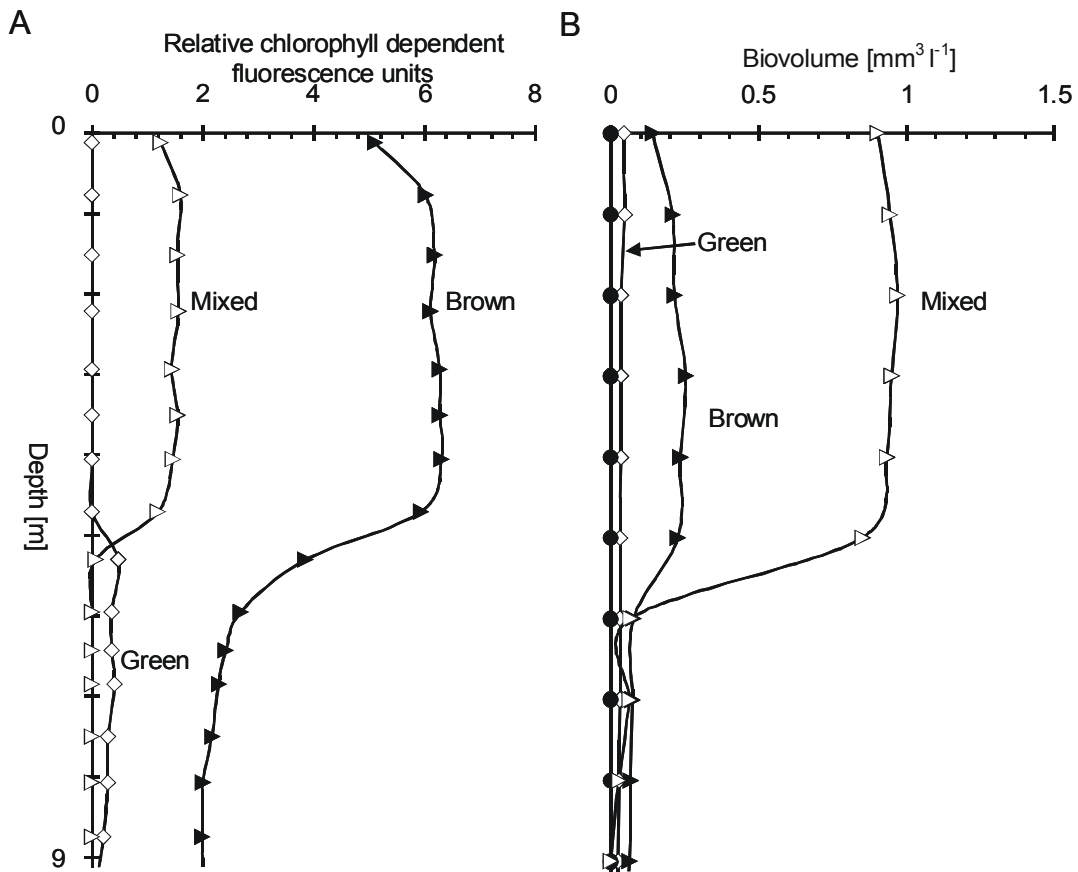 A
Relative chlorophyll dependent
fluorescence units
0 2 4 6 8
0
Mixed
Brown
Depth [m]
Green
9
B
Biovolume [mm³ l⁻¹]
0 0.5 1 1.5
Green
Mixed
Brown